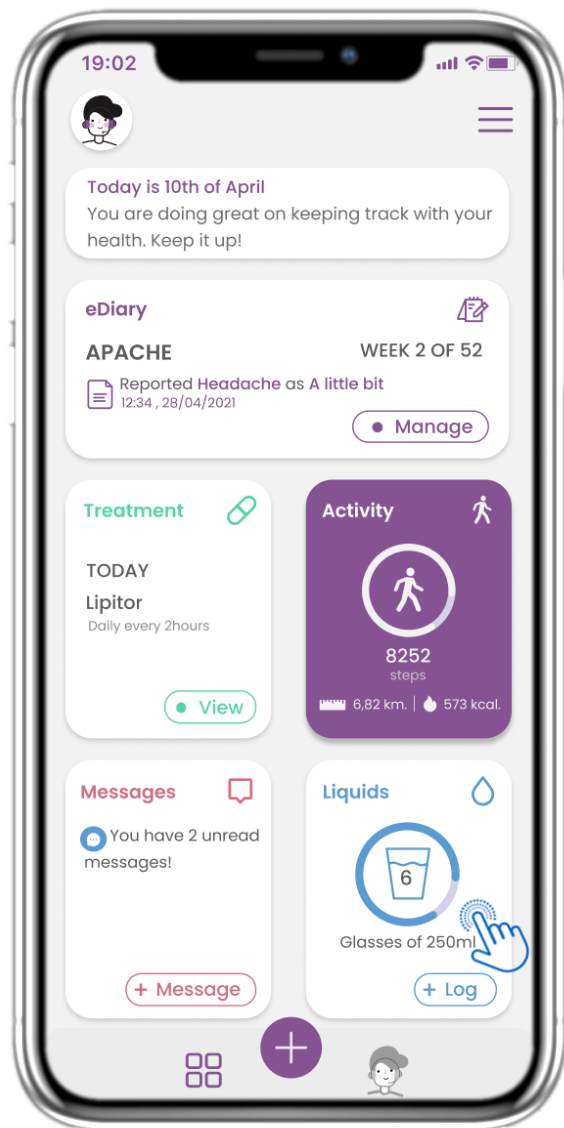 19:02
Today is 10th of April
You are doing great on keeping track with your
health. Keep it up!
eDiary
APACHE
WEEK 2 OF 52
Reported Headache as A little bit
12:34 , 28/04/2021
Manage
Treatment
TODAY
Lipitor
Daily every 2hours
View
Activity
8252
steps
6,82 km.
573 kcal.
Messages
You have 2 unread
messages!
+ Message
Liquids
6
Glasses of 250ml
+ Log